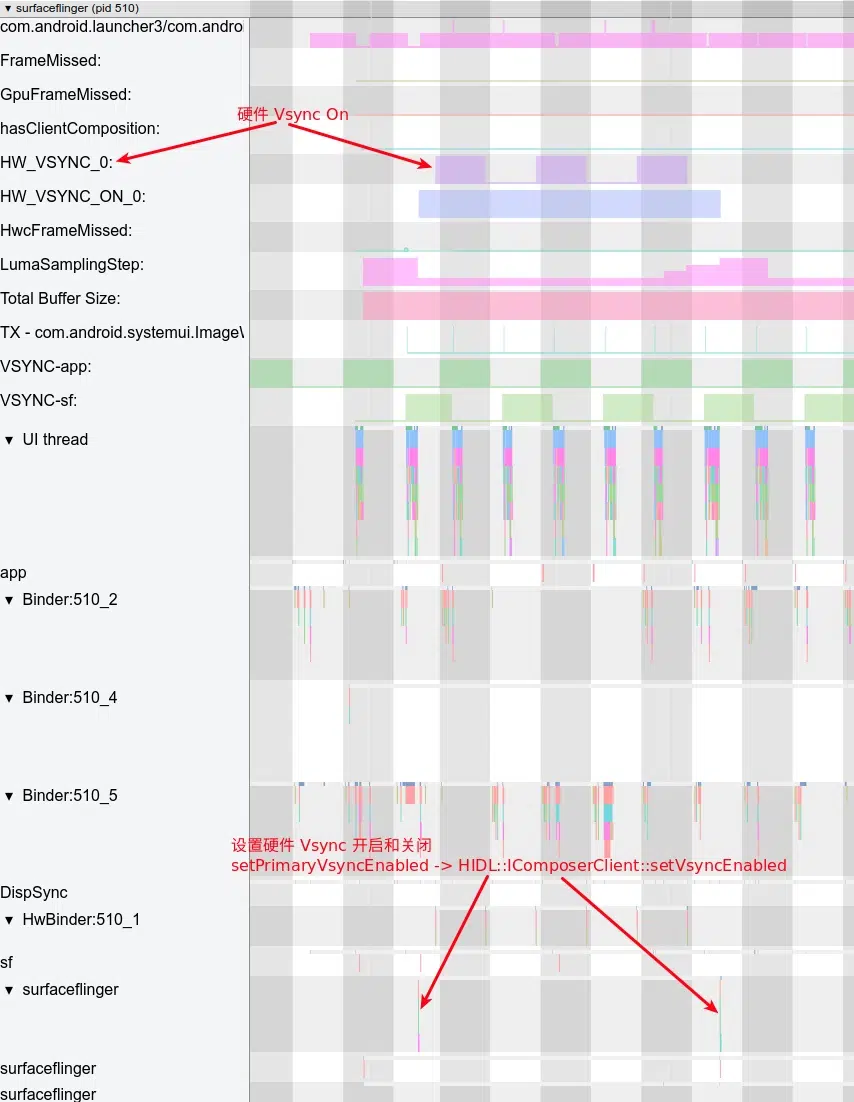 ▼ surfaceflinger (pid 510)
com.android.launcher3/com.andro
FrameMissed:
GpuFrameMissed:
硬件 Vsync On
hasClientComposition:
HW_VSYNC_0:
HW_VSYNC_ON_0:
HwcFrameMissed:
LumaSamplingStep:
Total Buffer Size:
TX - com.android.systemui.Image\
VSYNC-app:
VSYNC-sf:
▼ UI thread
app
▼ Binder:510_2
▼ Binder:510_4
▼ Binder:510_5
设置硬件 Vsync 开启和关闭
setPrimaryVsyncEnabled -> HIDL::IComposerClient::setVsyncEnabled
DispSync
▼ HwBinder:510_1
sf
▼ surfaceflinger
surfaceflinger
surfaceflinger